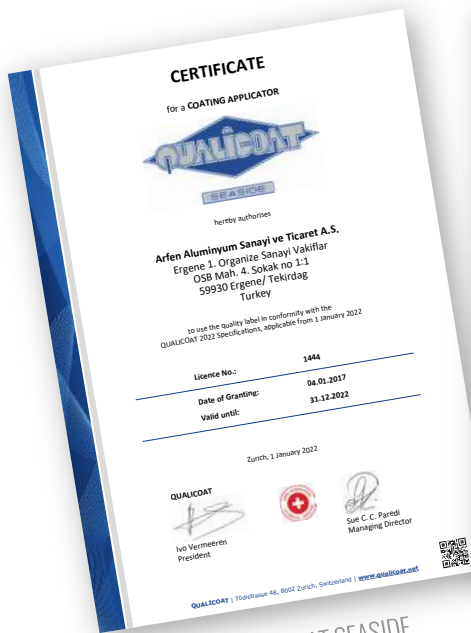 CERTIFICATE
for a COATING APPLICATOR
QUALICOAT
SEASIDE
hereby authorises
Arfen Aluminyum Sanayi ve Ticaret A.S.
Ergene 1. Organize Sanayi Vakiflar
OSB Mah. 4. Sokak no 1:1
59930 Ergene/ Tekirdag
Turkey
to use the quality label in conformity with the
QUALICOAT 2022 Specifications, applicable from 1 January 2022
Licence No.: 1444
Date of Granting: 04.01.2017
Valid until: 31.12.2022
Zurich, 1 January 2022
QUALICOAT
Ivo Vermeeren
President
Sue C. C. Paredi
Managing Director
QUALICOAT | Tödistrasse 48, 8002 Zurich, Switzerland | www.qualicoat.net
SEASIDE